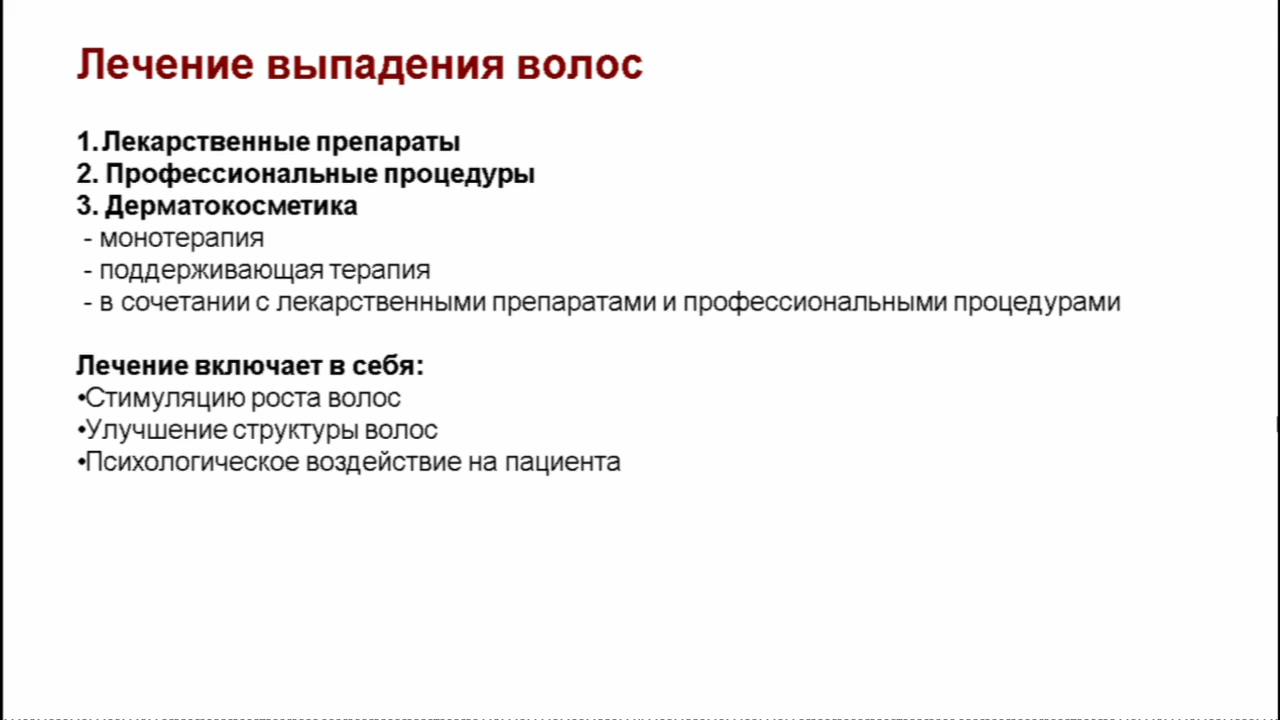 Лечение выпадения волос
1.Лекарственные препараты
2. Профессиональные процедуры
3. Дерматокосметика
- монотерапия
- поддерживающая терапия
- в сочетании с лекарственными препаратами и профессиональными процедурами
Лечение включает в себя:
•Стимуляцию роста волос
•Улучшение структуры волос
•Психологическое воздействие на пациента